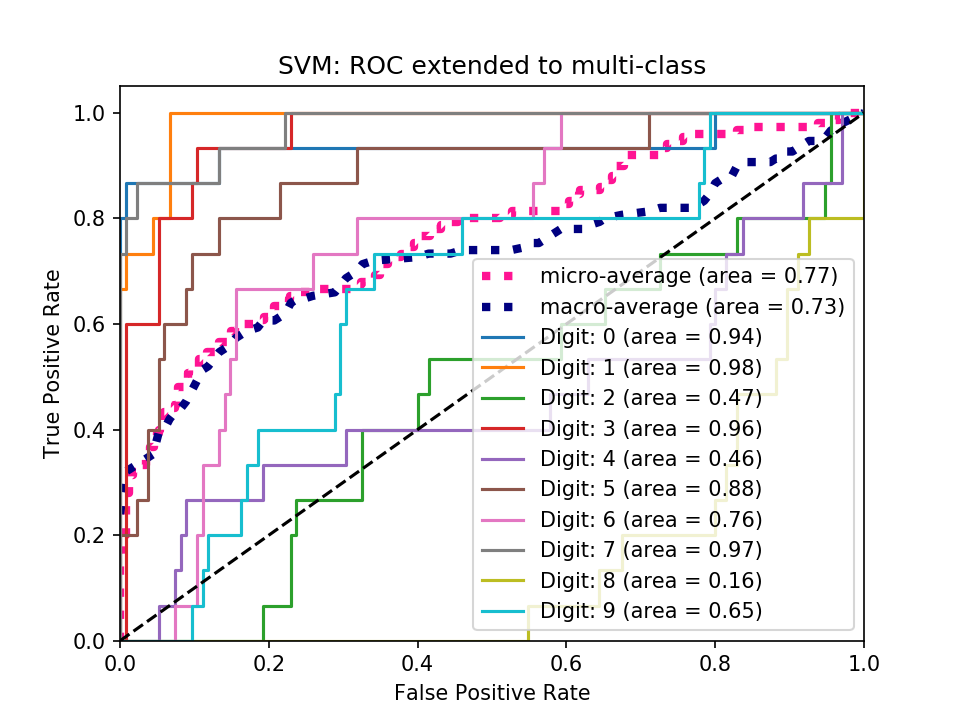 SVM: ROC extended to multi-class
1.0
0.8
0.6
0.4
0.2
0.0
True Positive Rate
micro-average (area = 0.77)
macro-average (area = 0.73)
Digit: 0 (area = 0.94)
Digit: 1 (area = 0.98)
Digit: 2 (area = 0.47)
Digit: 3 (area = 0.96)
Digit: 4 (area = 0.46)
Digit: 5 (area = 0.88)
Digit: 6 (area = 0.76)
Digit: 7 (area = 0.97)
Digit: 8 (area = 0.16)
Digit: 9 (area = 0.65)
0.0 0.2 0.4 0.6 0.8 1.0
False Positive Rate